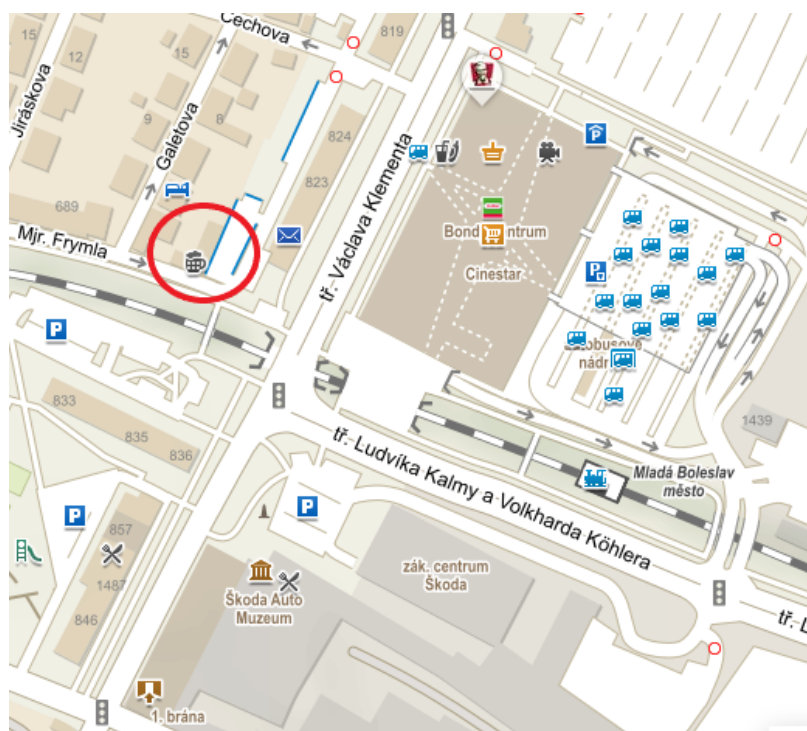 Čechova
819
15
15
12
Jiráskova
Galetova
9
8
824
823
tř. Václava Klementa
689
Mjr. Frymla
P
P
Cinestar
1439
833
835
836
tř. Ludvíka Kalmy a Volkharda Köhlera
Mladá Boleslav
město
P
P
857
1487
846
zák. centrum
Škoda
Škoda Auto
Muzeum
1. brána